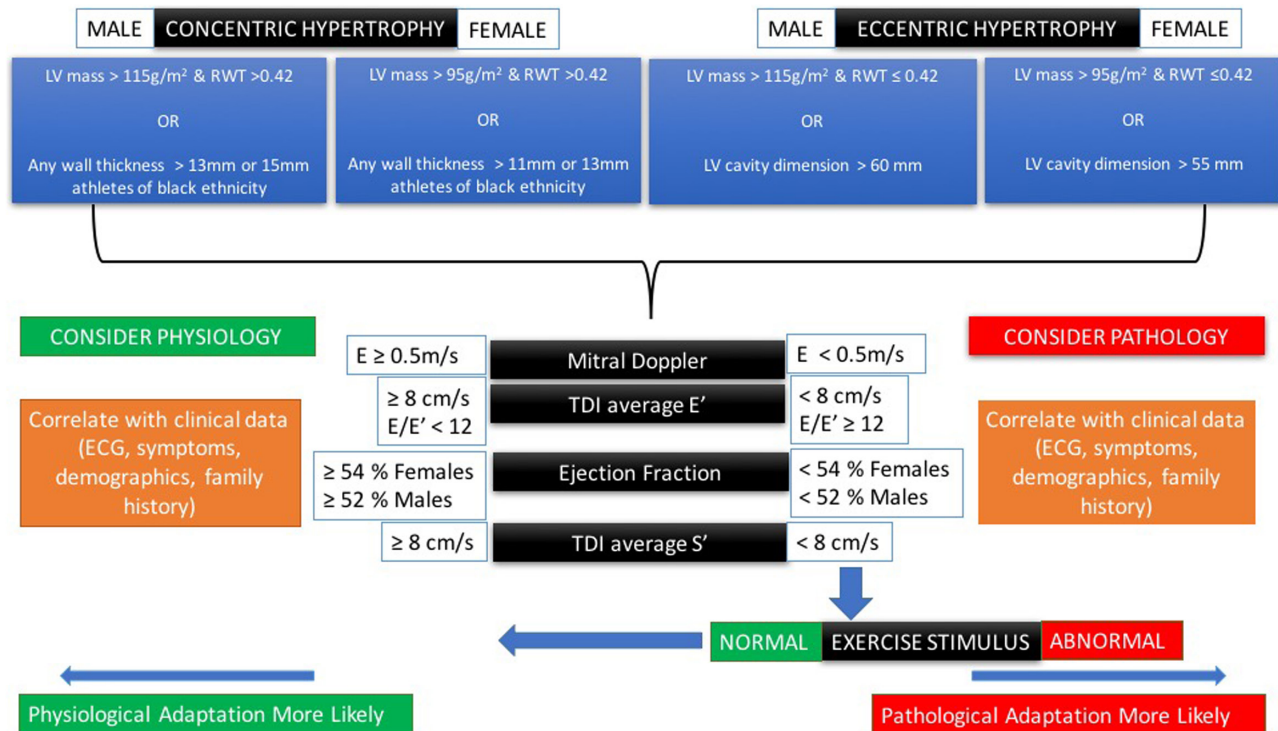 MALE CONCENTRIC HYPERTROPHY FEMALE
MALE ECCENTRIC HYPERTROPHY FEMALE
LV mass > 115g/m² & RWT >0.42
OR
Any wall thickness > 13mm or 15mm
athletes of black ethnicity
LV mass > 95g/m² & RWT >0.42
OR
Any wall thickness > 11mm or 13mm
athletes of black ethnicity
LV mass > 115g/m² & RWT ≤ 0.42
OR
LV cavity dimension > 60 mm
LV mass > 95g/m² & RWT ≤0.42
OR
LV cavity dimension > 55 mm
CONSIDER PHYSIOLOGY
Correlate with clinical data
(ECG, symptoms,
demographics, family
history)
E ≥ 0.5m/s
Mitral Doppler
E < 0.5m/s
≥ 8 cm/s
E/E’ < 12
TDI average E’
< 8 cm/s
E/E’ ≥ 12
≥ 54 % Females
≥ 52 % Males
Ejection Fraction
< 54 % Females
< 52 % Males
≥ 8 cm/s
TDI average S’
< 8 cm/s
CONSIDER PATHOLOGY
Correlate with clinical data
(ECG, symptoms,
demographics, family
history)
NORMAL EXERCISE STIMULUS ABNORMAL
Physiological Adaptation More Likely
Pathological Adaptation More Likely